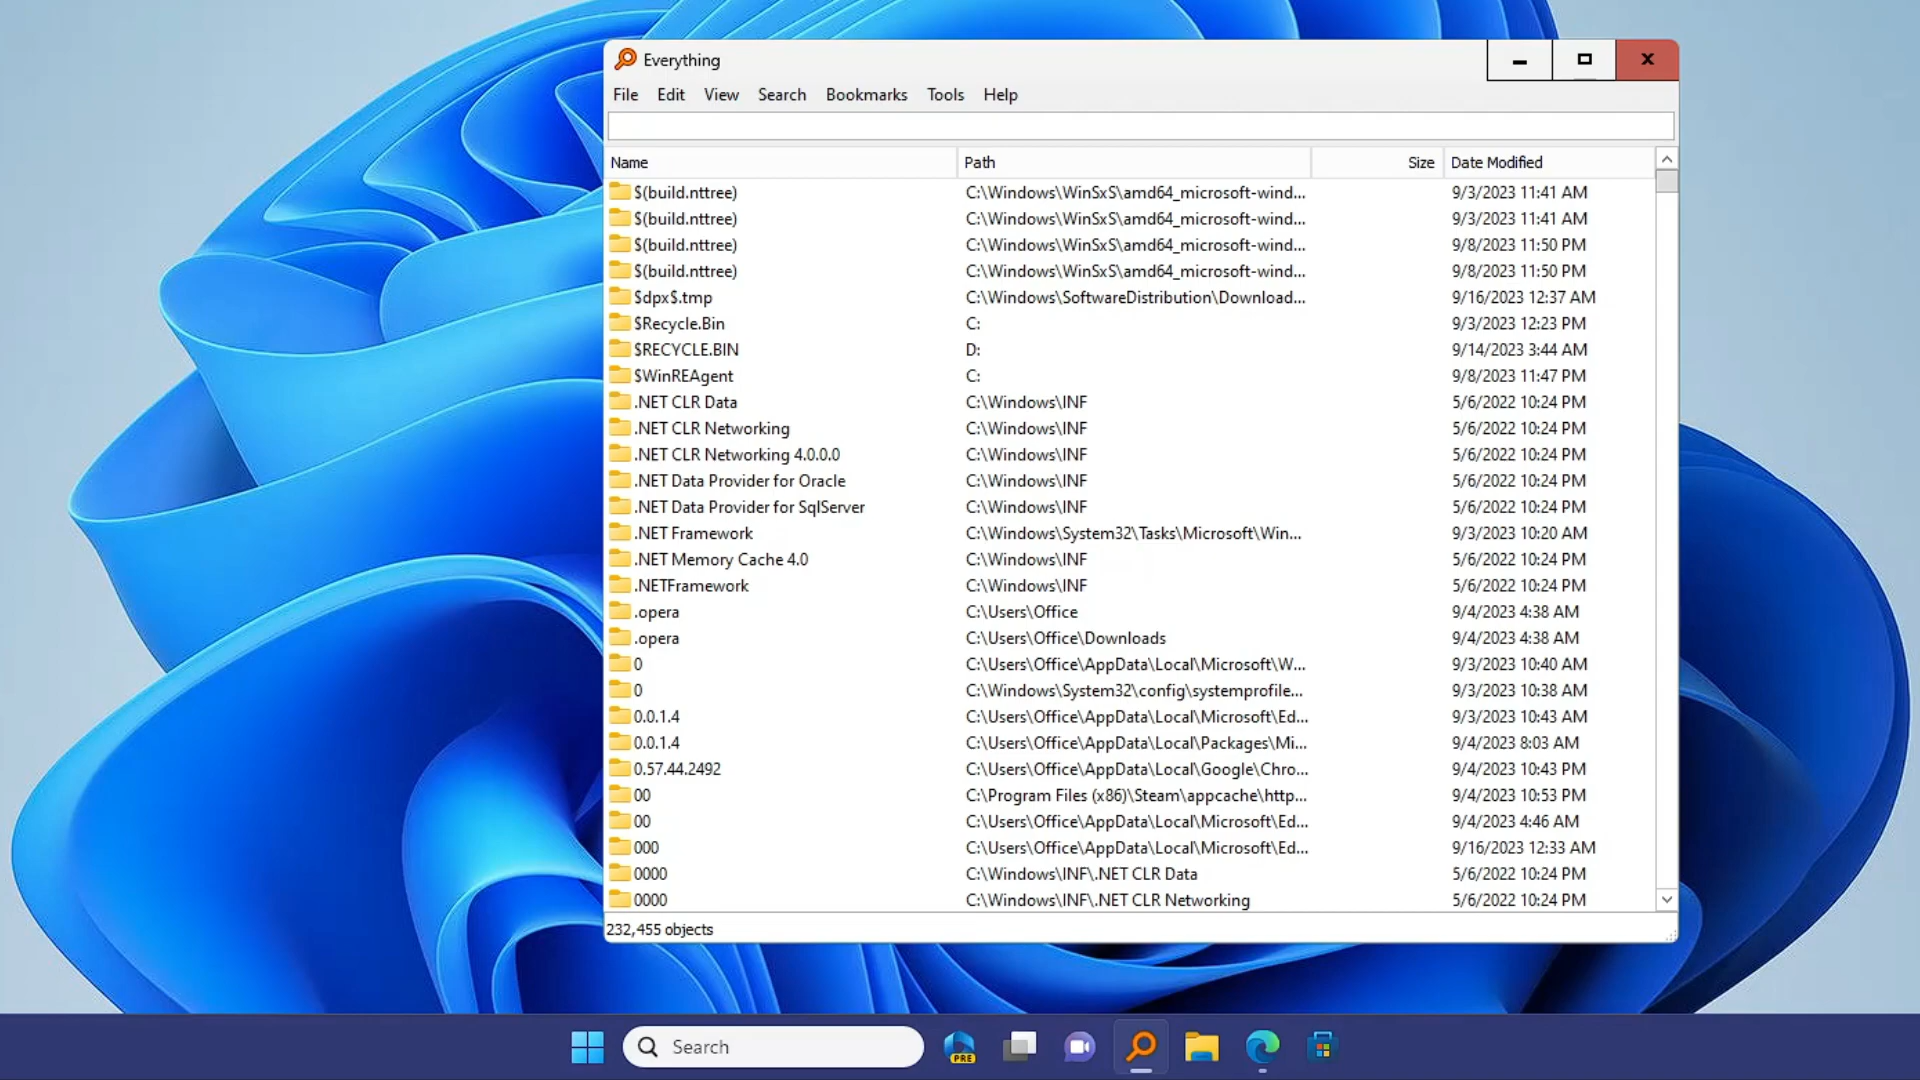 Everything
File Edit View Search Bookmarks Tools Help
Name Path Size Date Modified
$(build.nttree) C:\Windows\WinSxS\amd64_microsoft-wind... 9/3/2023 11:41 AM
$(build.nttree) C:\Windows\WinSxS\amd64_microsoft-wind... 9/3/2023 11:41 AM
$(build.nttree) C:\Windows\WinSxS\amd64_microsoft-wind... 9/8/2023 11:50 PM
$(build.nttree) C:\Windows\WinSxS\amd64_microsoft-wind... 9/8/2023 11:50 PM
$dpx$.tmp C:\Windows\SoftwareDistribution\Download... 9/16/2023 12:37 AM
$Recycle.Bin C: 9/3/2023 12:23 PM
$RECYCLE.BIN D: 9/14/2023 3:44 AM
$WinREAgent C: 9/8/2023 11:47 PM
.NET CLR Data C:\Windows\INF 5/6/2022 10:24 PM
.NET CLR Networking C:\Windows\INF 5/6/2022 10:24 PM
.NET CLR Networking 4.0.0.0 C:\Windows\INF 5/6/2022 10:24 PM
.NET Data Provider for Oracle C:\Windows\INF 5/6/2022 10:24 PM
.NET Data Provider for SqlServer C:\Windows\INF 5/6/2022 10:24 PM
.NET Framework C:\Windows\System32\Tasks\Microsoft\Win... 9/3/2023 10:20 AM
.NET Memory Cache 4.0 C:\Windows\INF 5/6/2022 10:24 PM
.NETFramework C:\Windows\INF 5/6/2022 10:24 PM
.opera C:\Users\Office 9/4/2023 4:38 AM
.opera C:\Users\Office\Downloads 9/4/2023 4:38 AM
0 C:\Users\Office\AppData\Local\Microsoft\W... 9/3/2023 10:40 AM
0 C:\Windows\System32\config\systemprofile... 9/3/2023 10:38 AM
0.0.1.4 C:\Users\Office\AppData\Local\Microsoft\Ed... 9/3/2023 10:43 AM
0.0.1.4 C:\Users\Office\AppData\Local\Packages\Mi... 9/4/2023 8:03 AM
0.57.44.2492 C:\Users\Office\AppData\Local\Google\Chro... 9/4/2023 10:43 PM
00 C:\Program Files (x86)\Steam\appcache\http... 9/4/2023 10:53 PM
00 C:\Users\Office\AppData\Local\Microsoft\Ed... 9/4/2023 4:46 AM
000 C:\Users\Office\AppData\Local\Microsoft\Ed... 9/16/2023 12:33 AM
0000 C:\Windows\INF\.NET CLR Data 5/6/2022 10:24 PM
0000 C:\Windows\INF\.NET CLR Networking 5/6/2022 10:24 PM
232,455 objects
Search
PRE